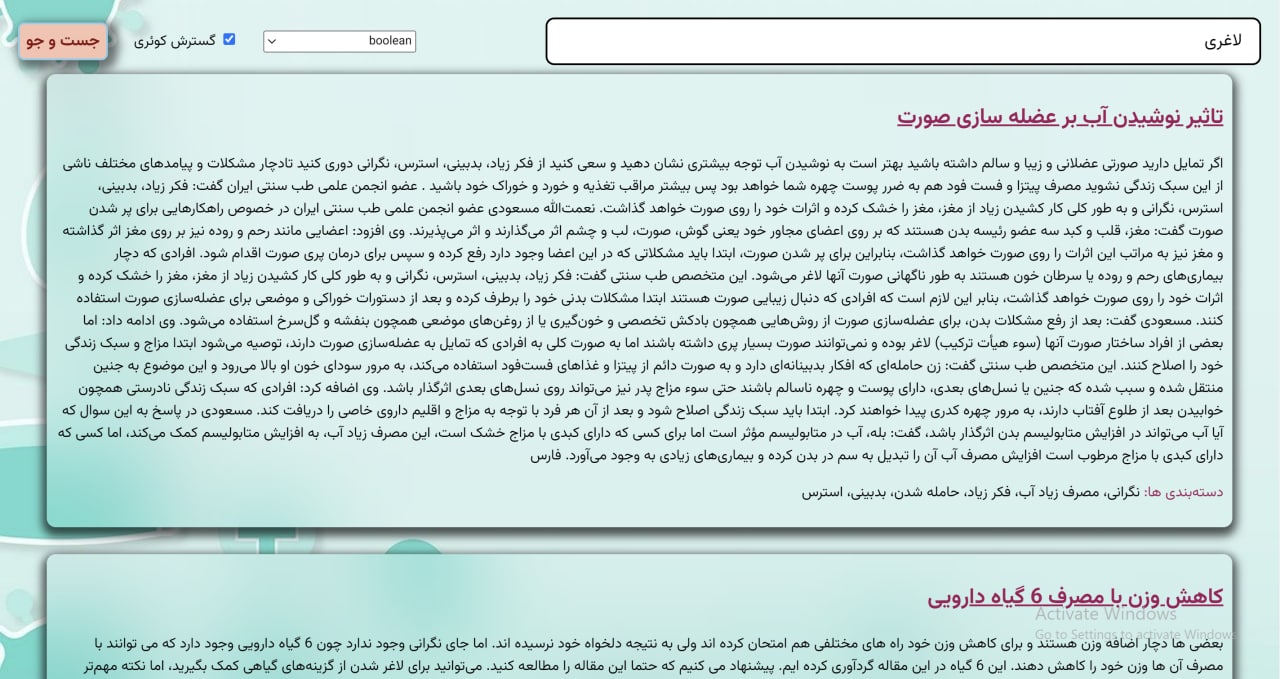 لاغری
boolean
گسترش کوئری
جست و جو
تاثیر نوشیدن آب بر عضله سازی صورت
اگر تمایل دارید صورتی عضلانی و زیبا و سالم داشته باشید بهتر است به نوشیدن آب توجه بیشتری نشان دهید و سعی کنید از فکر زیاد، بدبینی، استرس، نگرانی دوری کنید تادچار مشکلات و پیامدهای مختلف ناشی
از این سبک زندگی نشوید مصرف پیتزا و فست فود هم به ضرر پوست چهره شما خواهد بود پس بیشتر مراقب تغذیه و خورد و خوراک خود باشید . عضو انجمن علمی طب سنتی ایران گفت: فکر زیاد، بدبینی،
استرس، نگرانی و به طور کلی کار کشیدن زیاد از مغز، مغز را خشک کرده و اثرات خود را روی صورت خواهد گذاشت. نعمت‌الله مسعودی عضو انجمن علمی طب سنتی ایران در خصوص راهکارهایی برای پر شدن
صورت گفت: مغز، قلب و کبد سه عضو رئیسه بدن هستند که بر روی اعضای مجاور خود یعنی گوش، صورت، لب و چشم اثر می‌گذارند و اثر می‌پذیرند. وی افزود: اعضایی مانند رحم و روده نیز بر روی مغز اثر گذاشته
و مغز نیز به مراتب این اثرات را روی صورت خواهد گذاشت، بنابراین برای پر شدن صورت، ابتدا باید مشکلاتی که در این اعضا وجود دارد رفع کرده و سپس برای درمان پری صورت اقدام شود. افرادی که دچار
بیماری‌های رحم و روده یا سرطان خون هستند به طور ناگهانی صورت آنها لاغر می‌شود. این متخصص طب سنتی گفت: فکر زیاد، بدبینی، استرس، نگرانی و به طور کلی کار کشیدن زیاد از مغز، مغز را خشک کرده و
اثرات خود را روی صورت خواهد گذاشت، بنابر این لازم است که افرادی که دنبال زیبایی صورت هستند ابتدا مشکلات بدنی خود را برطرف کرده و بعد از دستورات خوراکی و موضعی برای عضله‌سازی صورت استفاده
کنند. مسعودی گفت: بعد از رفع مشکلات بدن، برای عضله‌سازی صورت از روش‌هایی همچون بادکش تخصصی و خون‌گیری یا از روغن‌های موضعی همچون بنفشه و گل‌سرخ استفاده می‌شود. وی ادامه داد: اما
بعضی از افراد ساختار صورت آنها (سوء هیأت ترکیب) لاغر بوده و نمی‌توانند صورت بسیار پری داشته باشند اما به صورت کلی به افرادی که تمایل به عضله‌سازی صورت دارند، توصیه می‌شود ابتدا مزاج و سبک زندگی
خود را اصلاح کنند. این متخصص طب سنتی گفت: زن حامله‌ای که افکار بدبینانه‌ای دارد و به صورت دائم از پیتزا و غذاهای فست‌فود استفاده می‌کند، به مرور سودای خون او بالا می‌رود و این موضوع به جنین
منتقل شده و سبب شده که جنین یا نسل‌های بعدی، دارای پوست و چهره ناسالم باشند حتی سوء مزاج پدر نیز می‌تواند روی نسل‌های بعدی اثرگذار باشد. وی اضافه کرد: افرادی که سبک زندگی نادرستی همچون
خوابیدن بعد از طلوع آفتاب دارند، به مرور چهره کدری پیدا خواهند کرد. ابتدا باید سبک زندگی اصلاح شود و بعد از آن هر فرد با توجه به مزاج و اقلیم داروی خاصی را دریافت کند. مسعودی در پاسخ به این سوال که
آیا آب می‌تواند در افزایش متابولیسم بدن اثرگذار باشد، گفت: بله، آب در متابولیسم مؤثر است اما برای کسی که دارای کبدی با مزاج خشک است، این مصرف زیاد آب، به افزایش متابولیسم کمک می‌کند، اما کسی که
دارای کبدی با مزاج مرطوب است افزایش مصرف آب آن را تبدیل به سم در بدن کرده و بیماری‌های زیادی به وجود می‌آورد. فارس
دسته‌بندی ها: نگرانی، مصرف زیاد آب، فکر زیاد، حامله شدن، بدبینی، استرس
کاهش وزن با مصرف 6 گیاه دارویی
Activate Windows
Go to Settings to activate Windows
بعضی ها دچار اضافه وزن هستند و برای کاهش وزن خود راه های مختلفی هم امتحان کرده اند ولی به نتیجه دلخواه خود نرسیده اند. اما جای نگرانی وجود ندارد چون 6 گیاه دارویی وجود دارد که می توانند با
مصرف آن ها وزن خود را کاهش دهند. این 6 گیاه در این مقاله گردآوری کرده ایم. پیشنهاد می کنیم که حتما این مقاله را مطالعه کنید. می‌توانید برای لاغر شدن از گزینه‌های گیاهی کمک بگیرید، اما نکته مهم‌تر